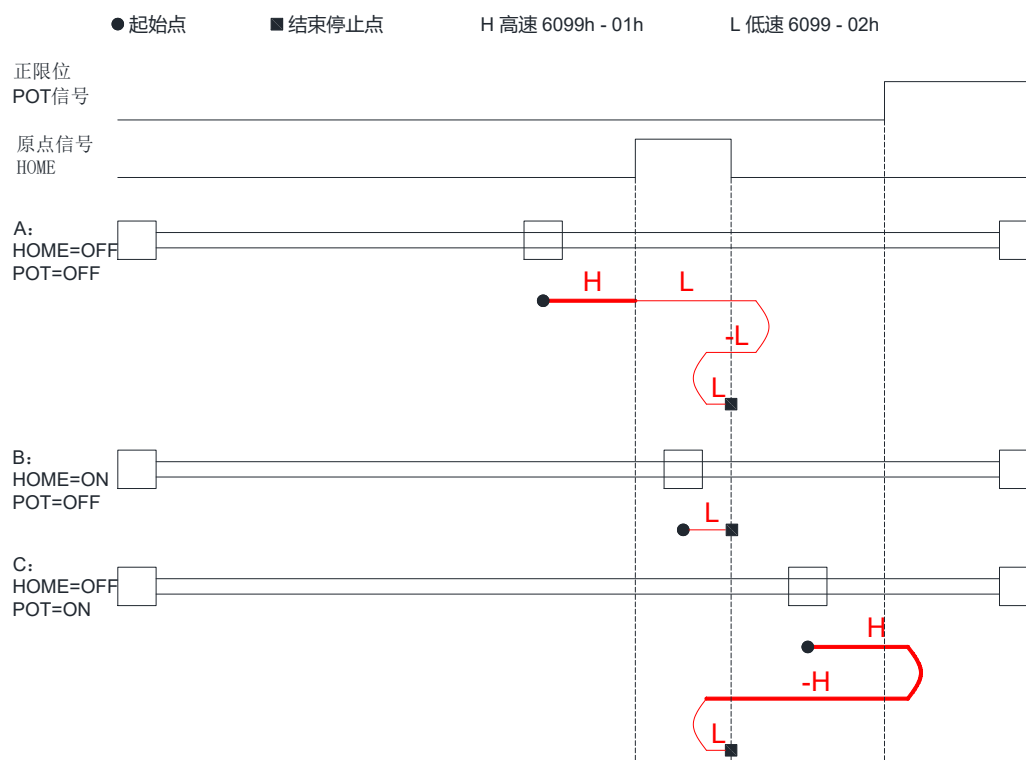 起始点 结束停止点 H 高速 6099h - 01h L 低速 6099 - 02h
正限位
POT信号
原点信号
HOME
A:
HOME=OFF
POT=OFF
H L
-L
L
B:
HOME=ON
POT=OFF
L
C:
HOME=OFF
POT=ON
H
-H
L